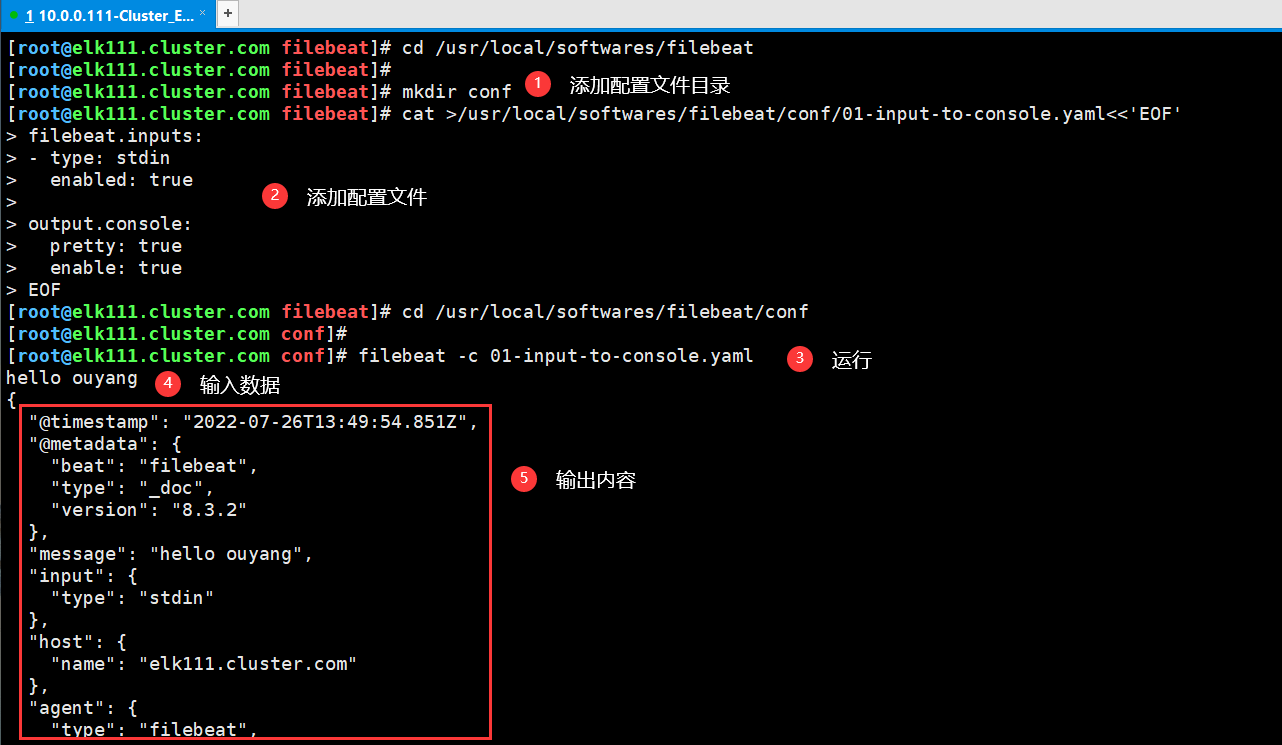 1 10.0.0.111-Cluster_E... × +
[root@elk111.cluster.com filebeat]# cd /usr/local/softwares/filebeat
[root@elk111.cluster.com filebeat]#
[root@elk111.cluster.com filebeat]# mkdir conf 1 添加配置文件目录
[root@elk111.cluster.com filebeat]# cat >/usr/local/softwares/filebeat/conf/01-input-to-console.yaml<<'EOF'
> filebeat.inputs:
> - type: stdin
>   enabled: true
> 2 添加配置文件
> output.console:
>   pretty: true
>   enable: true
> EOF
[root@elk111.cluster.com filebeat]# cd /usr/local/softwares/filebeat/conf
[root@elk111.cluster.com conf]#
[root@elk111.cluster.com conf]# filebeat -c 01-input-to-console.yaml 3 运行
hello ouyang 4 输入数据
{
  "@timestamp": "2022-07-26T13:49:54.851Z",
  "@metadata": {
    "beat": "filebeat",
    "type": "_doc", 5 输出内容
    "version": "8.3.2"
  },
  "message": "hello ouyang",
  "input": {
    "type": "stdin"
  },
  "host": {
    "name": "elk111.cluster.com"
  },
  "agent": {
    "type": "filebeat",